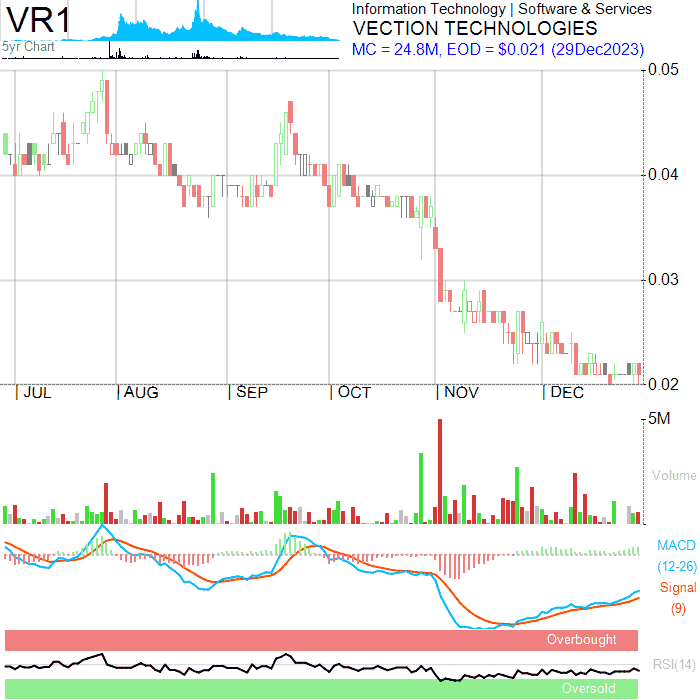 VR1
Information Technology | Software & Services
VECTION TECHNOLOGIES
MC = 24.8M, EOD = $0.021 (29Dec2023)
5yr Chart
0.05
0.04
0.03
0.02
| JUL | AUG | SEP | OCT | NOV | DEC
5M
Volume
MACD
(12-26)
Signal
(9)
Overbought
RSI(14)
Oversold